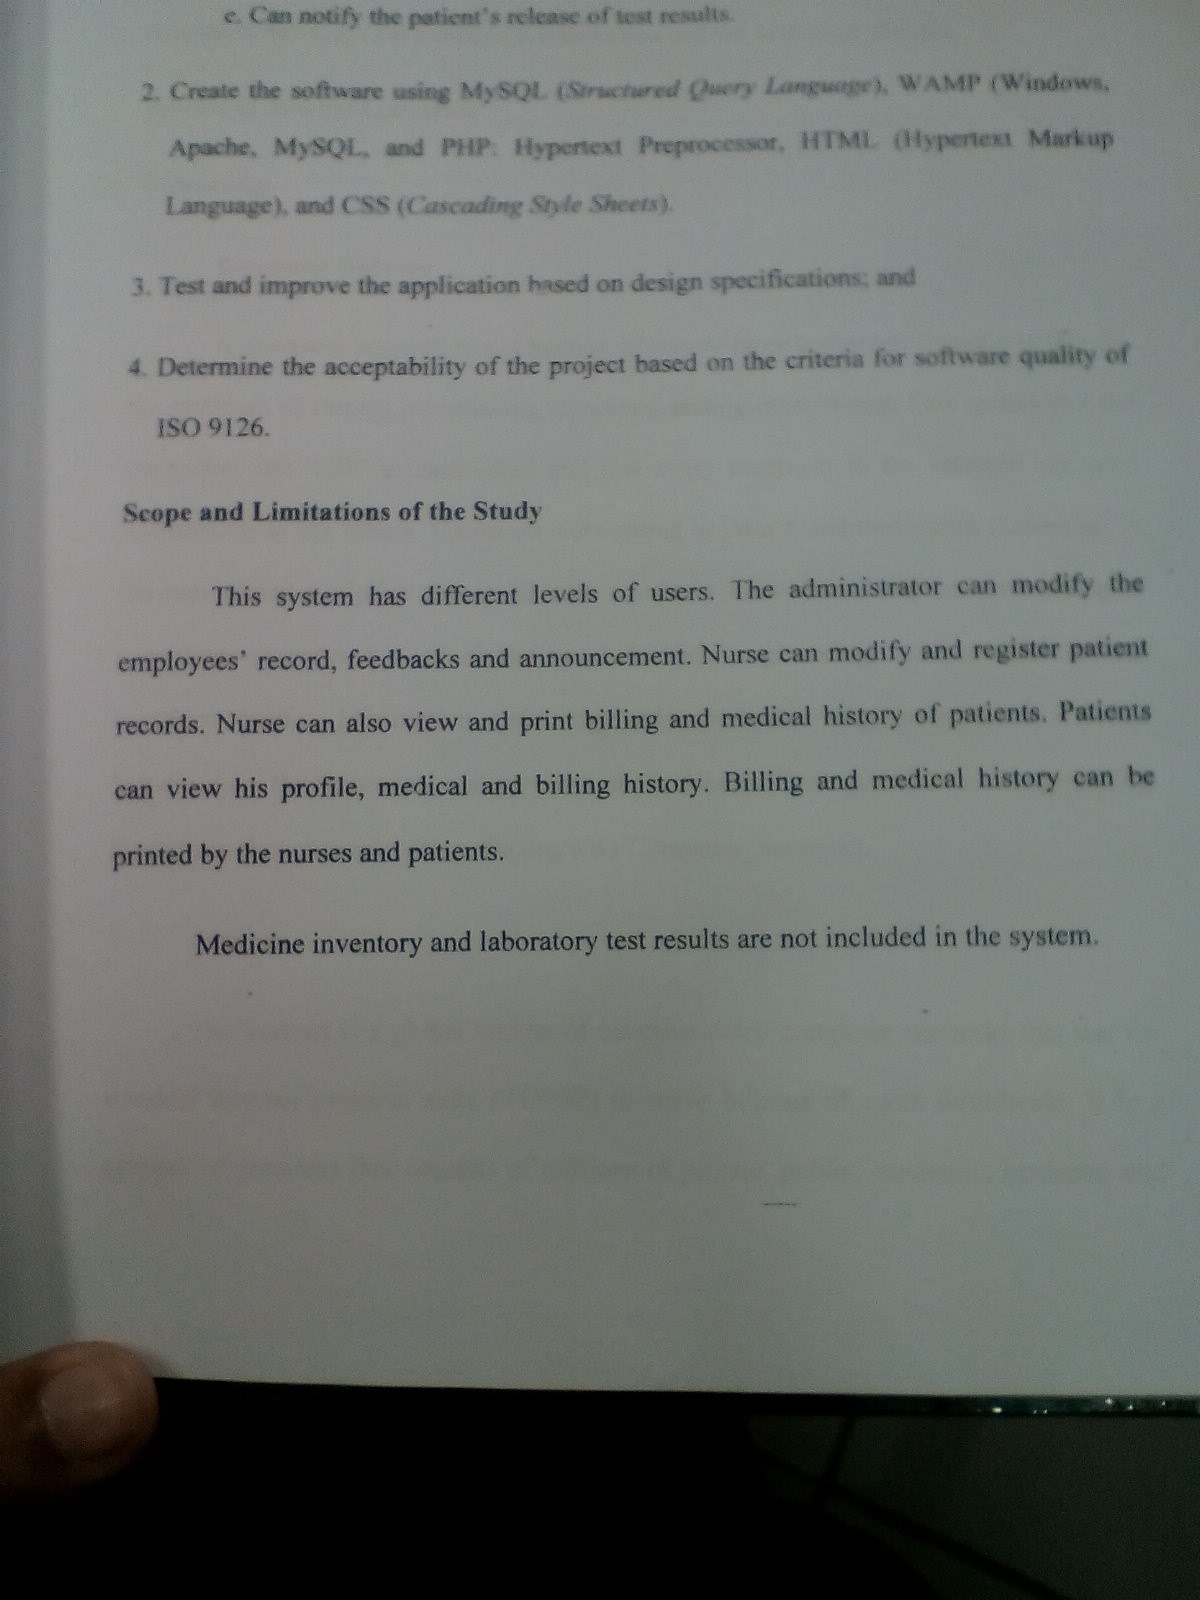 e. Can notify the patient's release of test results.
2. Create the software using MySQL (Structured Query Language), WAMP (Windows,
Apache, MySQL, and PHP: Hypertext Preprocessor, HTML (Hypertext Markup
Language), and CSS (Cascading Style Sheets).
3. Test and improve the application based on design specifications; and
4. Determine the acceptability of the project based on the criteria for software quality of
ISO 9126.
Scope and Limitations of the Study
This system has different levels of users. The administrator can modify the
employees' record, feedbacks and announcement. Nurse can modify and register patient
records. Nurse can also view and print billing and medical history of patients. Patients
can view his profile, medical and billing history. Billing and medical history can be
printed by the nurses and patients.
Medicine inventory and laboratory test results are not included in the system.